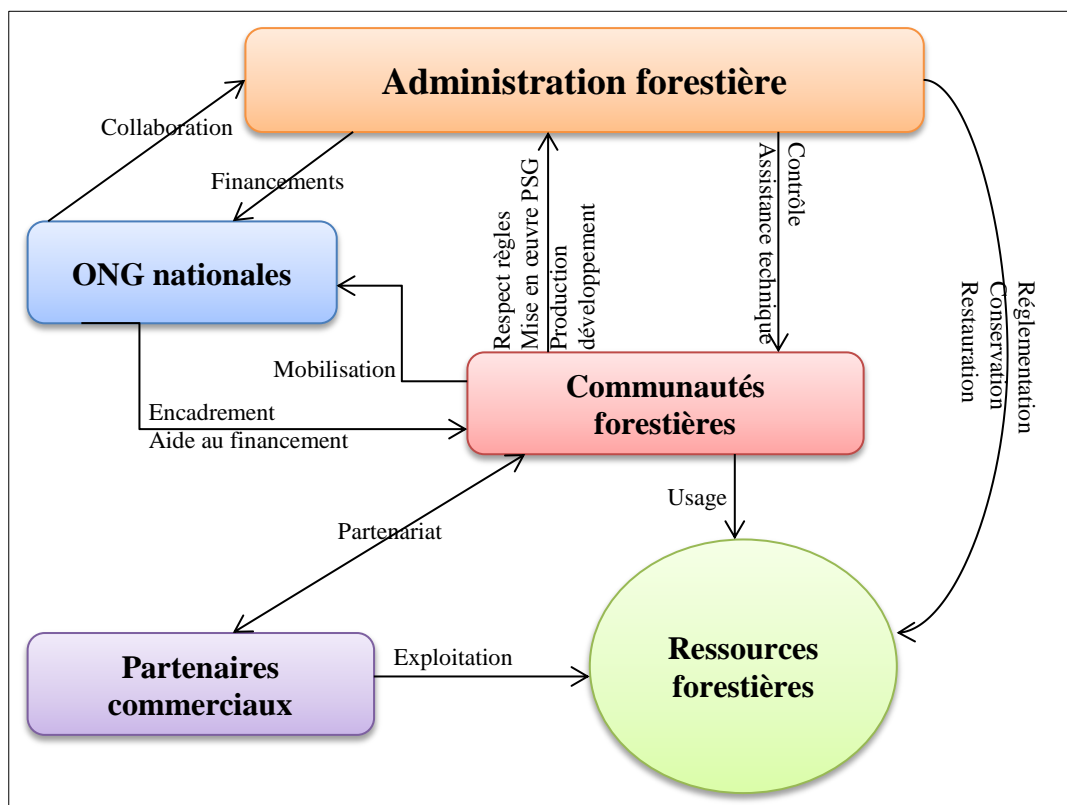 Administration forestière
Collaboration
Financements
ONG nationales
Respect règles
Mise en œuvre PSG
Production
développement
Contrôle
Assistance technique
Réglementation
Conservation
Restauration
Mobilisation
Communautés
forestières
Encadrement
Aide au financement
Usage
Partenariat
Partenaires
commerciaux
Exploitation
Ressources
forestières